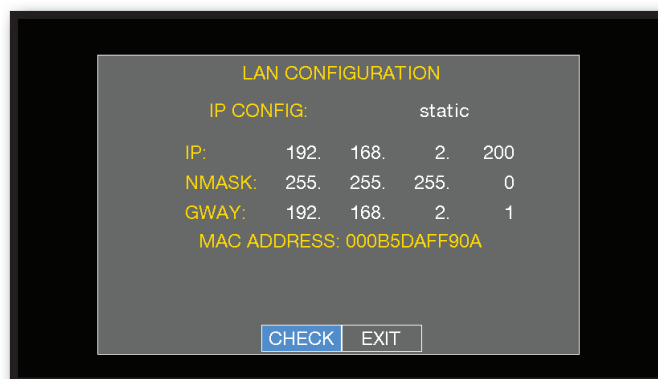 LAN CONFIGURATION
IP CONFIG: static
IP: 192. 168. 2. 200
NMASK: 255. 255. 255. 0
GWAY: 192. 168. 2. 1
MAC ADDRESS: 000B5DAFF90A
CHECK EXIT